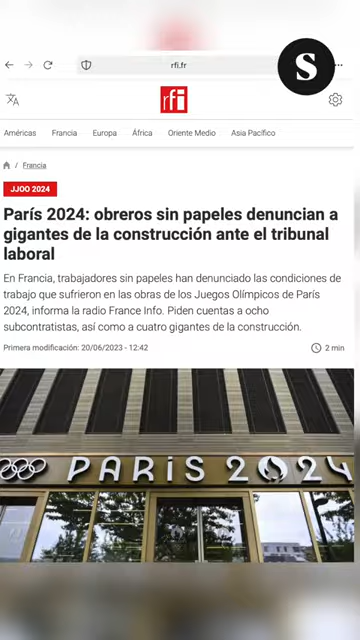 rfi.fr
S
rfi
Américas Francia Europa África Oriente Medio Asia Pacífico
/ Francia
JJOO 2024
París 2024: obreros sin papeles denuncian a
gigantes de la construcción ante el tribunal
laboral
En Francia, trabajadores sin papeles han denunciado las condiciones de
trabajo que sufrieron en las obras de los Juegos Olímpicos de París
2024, informa la radio France Info. Piden cuentas a ocho
subcontratistas, así como a cuatro gigantes de la construcción.
Primera modificación: 20/06/2023 - 12:42 2 min
PARIS 2024